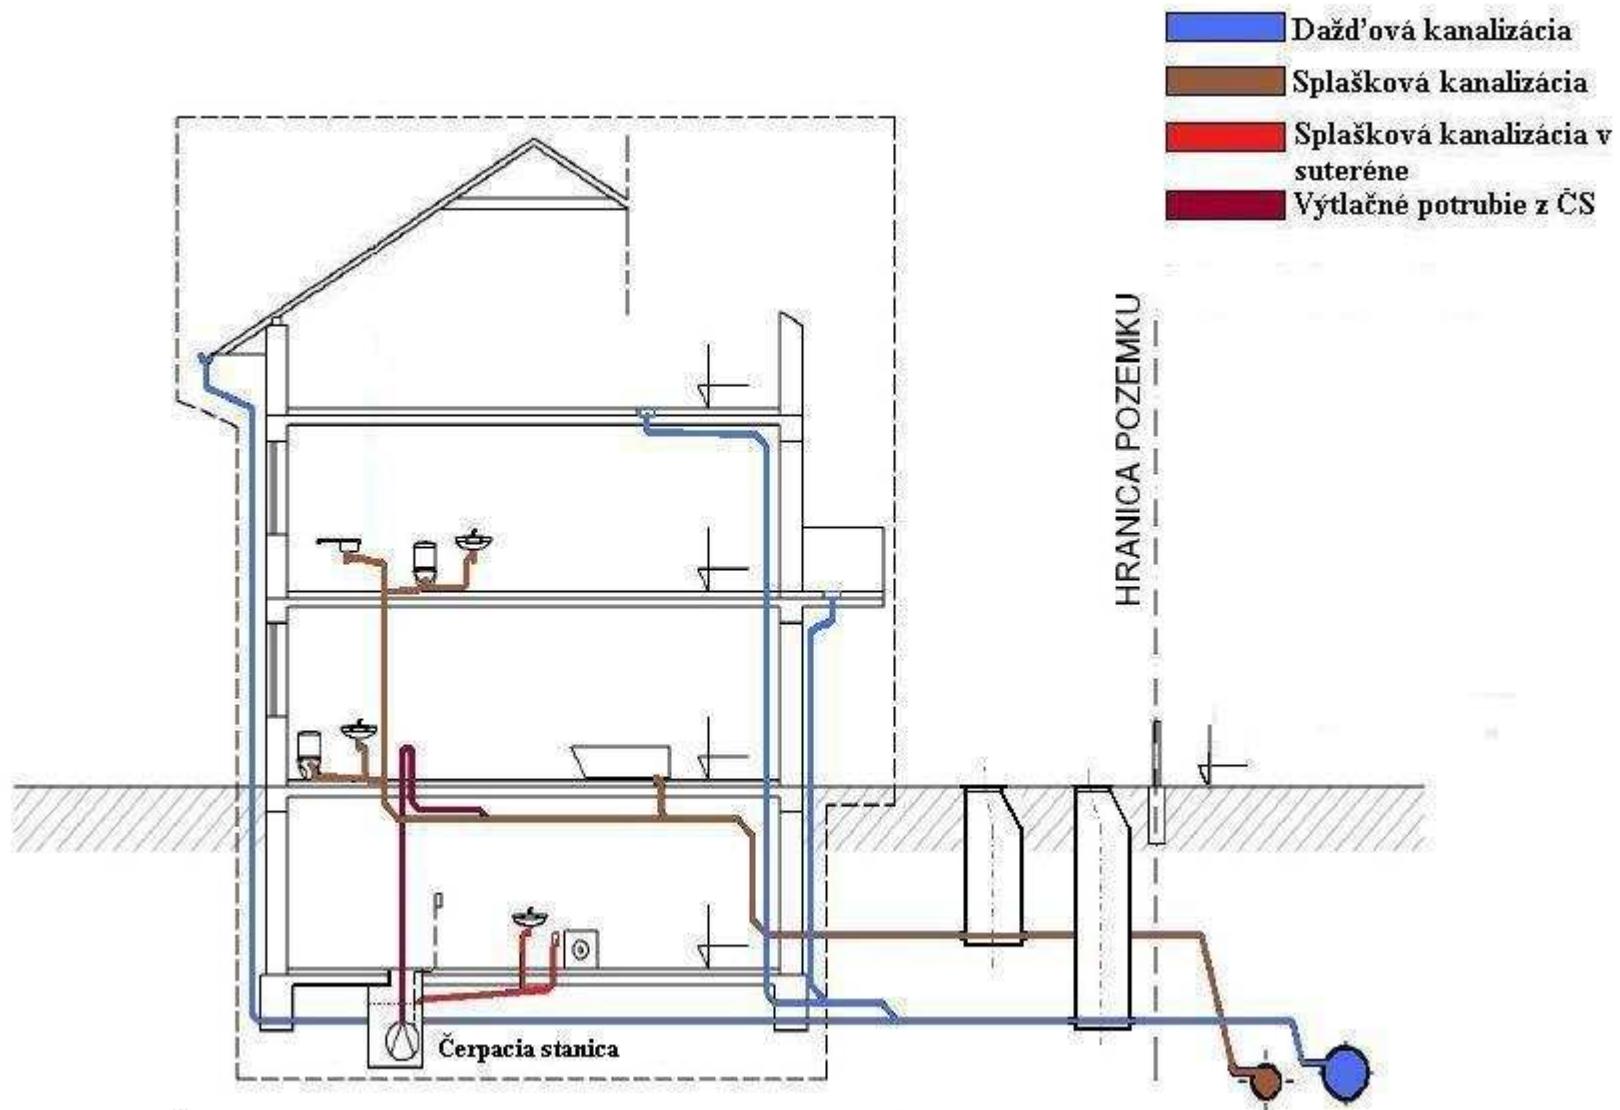 Dažďová kanalizácia
Splašková kanalizácia
Splašková kanalizácia v
suteréne
Výtlačné potrubie z ČS
HRANICA POZEMKU
Čerpacia stanica